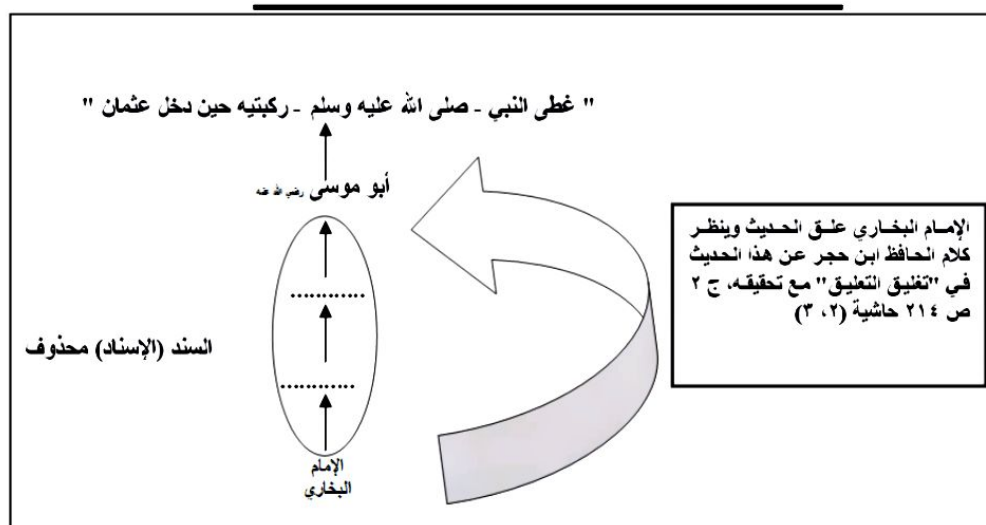 " غطى النبي - صلى الله عليه وسلم - ركبتيه حين دخل عثمان "
أبو موسى رضي الله عنه
الإمام البخاري علق الحديث وينظر
كلام الحافظ ابن حجر عن هذا الحديث
في "تغليق التعليق" مع تحقيقه، ج ٢
ص ٢١٤ حاشية (٢، ٣)
............
السند (الإسناد) محذوف
............
الإمام
البخاري